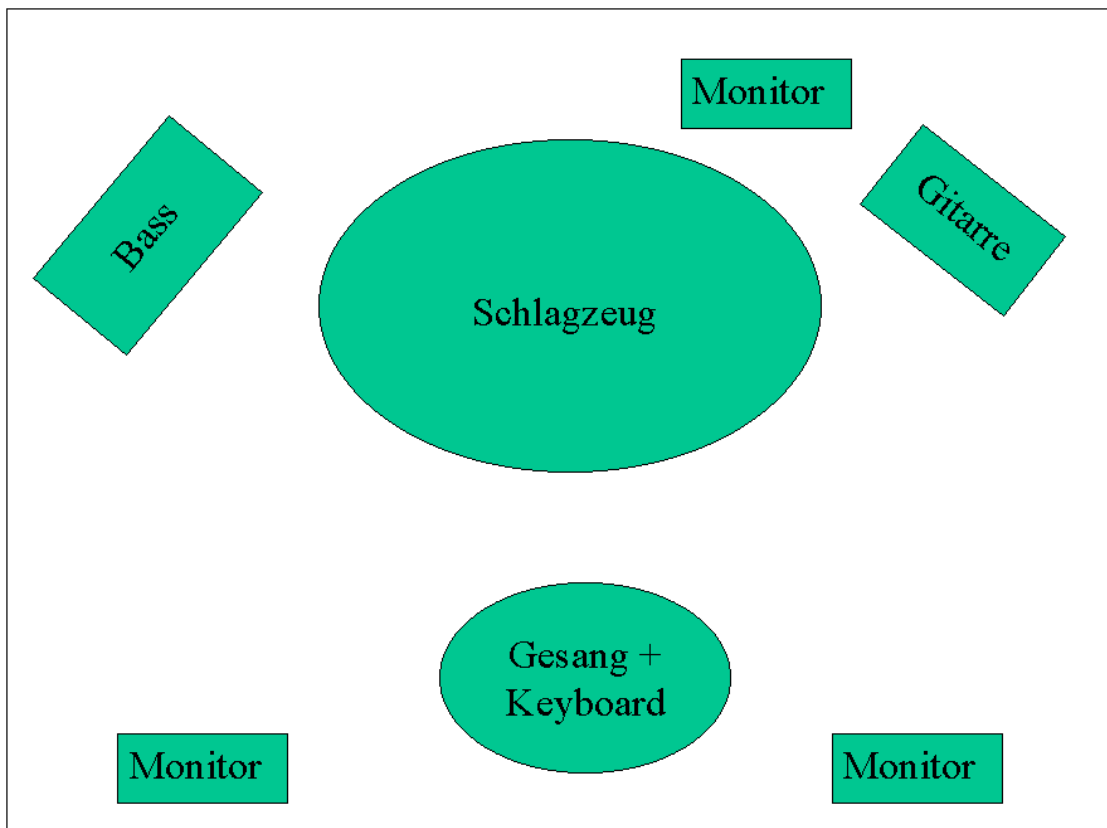 Monitor
Bass
Gitarre
Schlagzeug
Gesang +
Keyboard
Monitor
Monitor